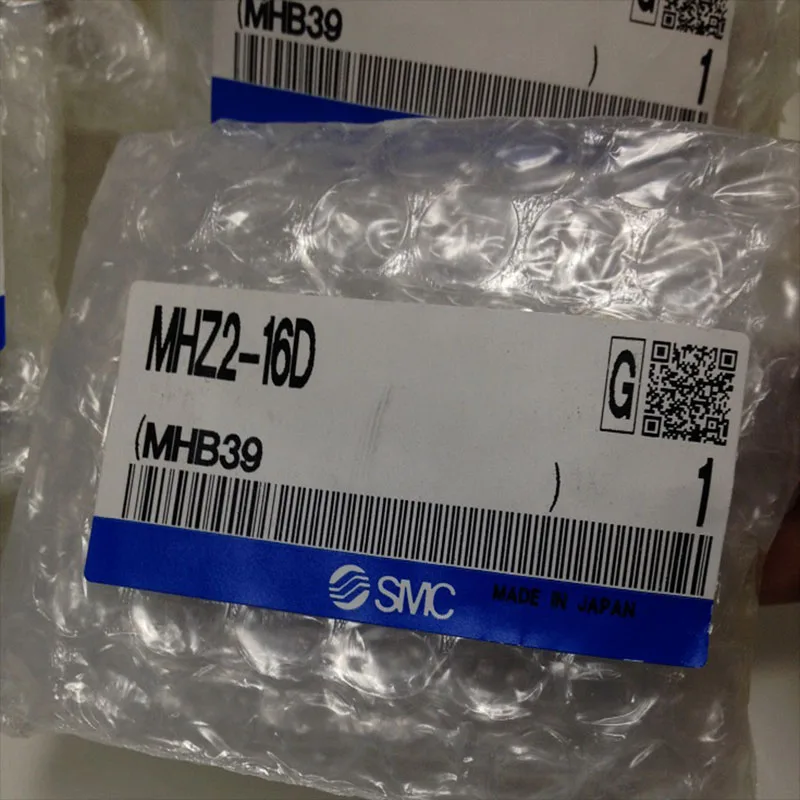 (MHB39
)
1
G
MHZ2-16D
G
(MHB39
)
1
SMC
MADE IN JAPAN